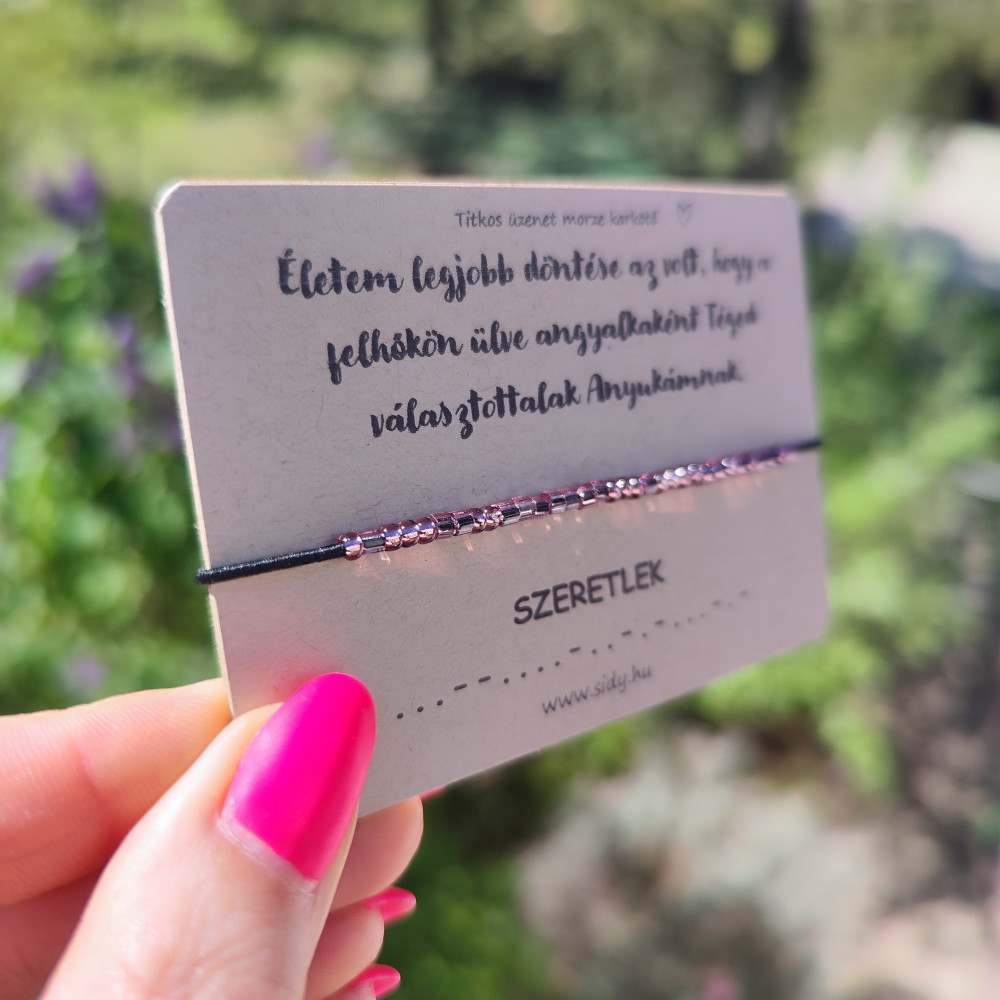 Titkos üzenet morze karkötő
Életem legjobb döntése az volt, hogy a
felhőkön ülve angyalkaként Téged
választottalak Anyukámnak.
SZERETLEK
...--......-..-.-...-.-
www.sidy.hu